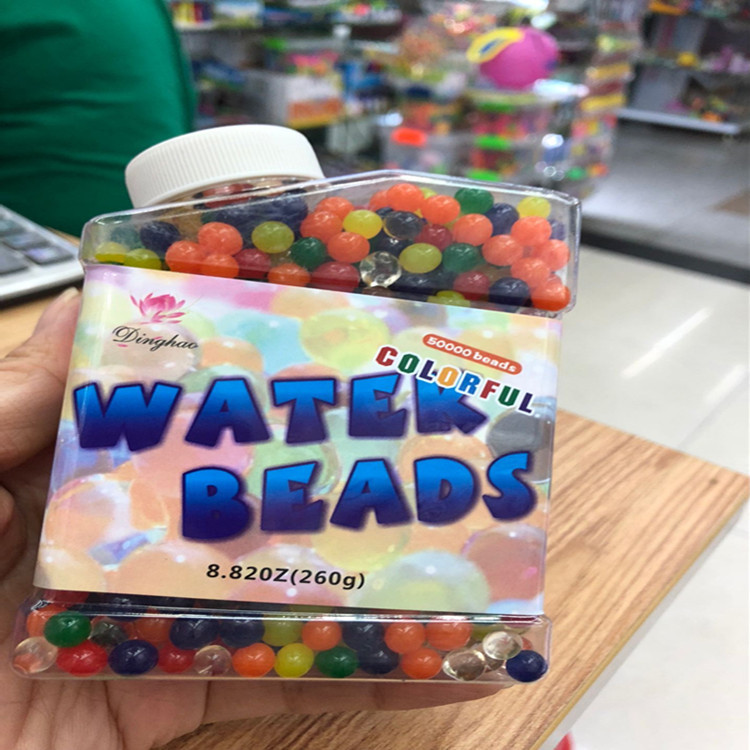 Dinghao
50000 beads
COLORFUL
WATER
BEADS
8.82OZ(260g)